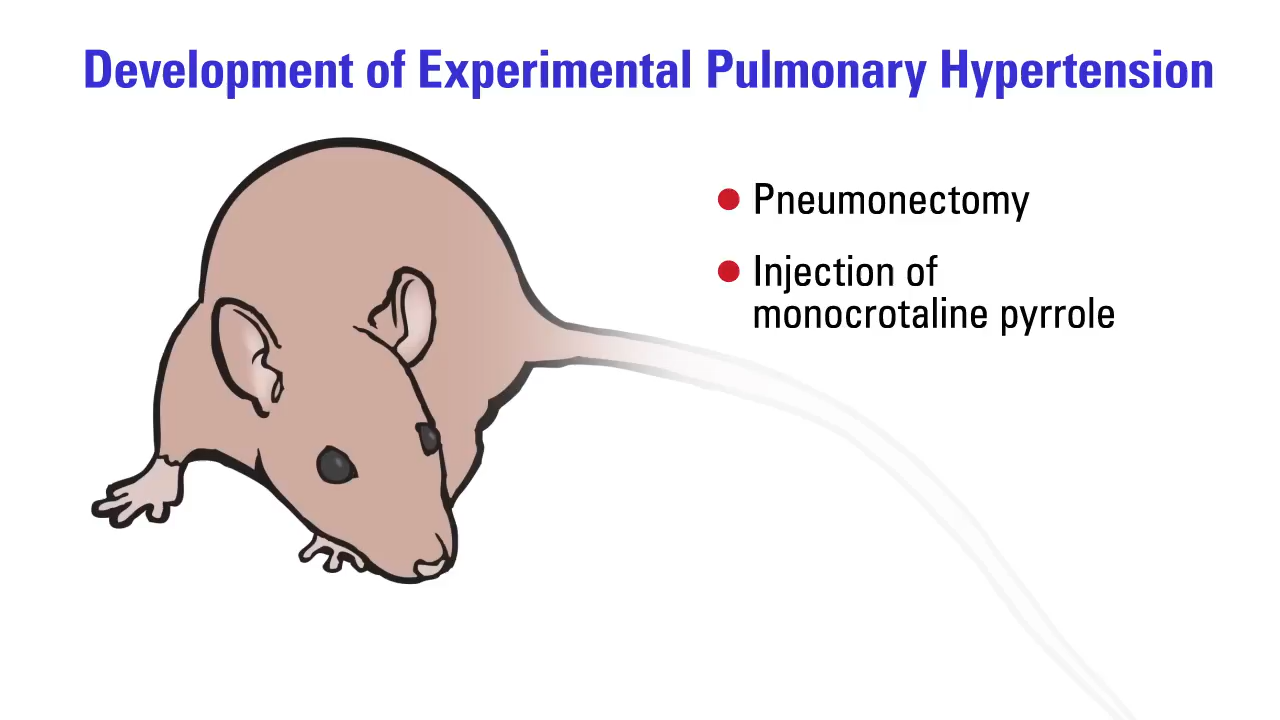 Development of Experimental Pulmonary Hypertension
Pneumonectomy
Injection of
monocrotaline pyrrole